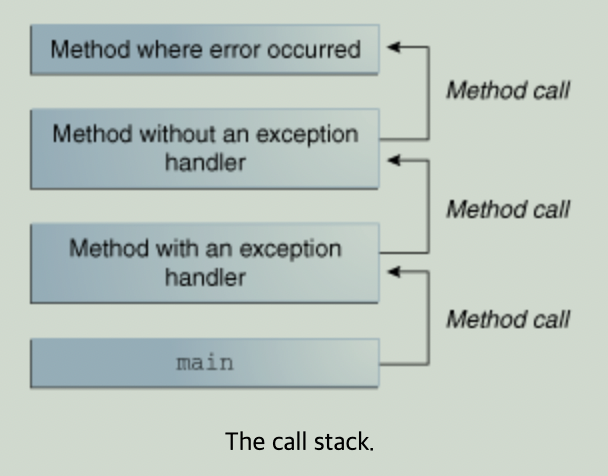 Method where error occurred
Method call
Method without an exception
handler
Method call
Method with an exception
handler
Method call
main
The call stack.